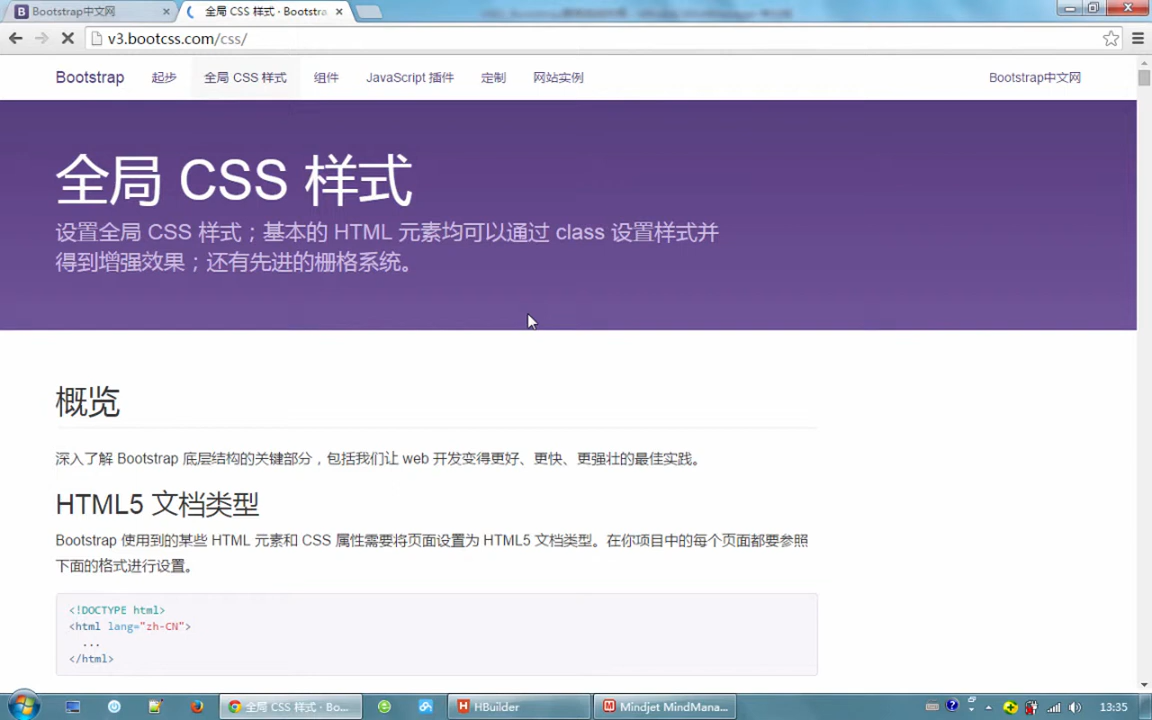 Bootstrap中文网
全局 CSS 样式 · Bootstra
v3.bootcss.com/css/
Bootstrap 起步 全局 CSS 样式 组件 JavaScript 插件 定制 网站实例 Bootstrap中文网
全局 CSS 样式
设置全局 CSS 样式；基本的 HTML 元素均可以通过 class 设置样式并
得到增强效果；还有先进的栅格系统。
概览
深入了解 Bootstrap 底层结构的关键部分，包括我们让 web 开发变得更好、更快、更强壮的最佳实践。
HTML5 文档类型
Bootstrap 使用到的某些 HTML 元素和 CSS 属性需要将页面设置为 HTML5 文档类型。在你项目中的每个页面都要参照
下面的格式进行设置。
<!DOCTYPE html>
<html lang="zh-CN">
...
</html>
全局 CSS 样式 · Bo... HBuilder Mindjet MindMana... 13:35